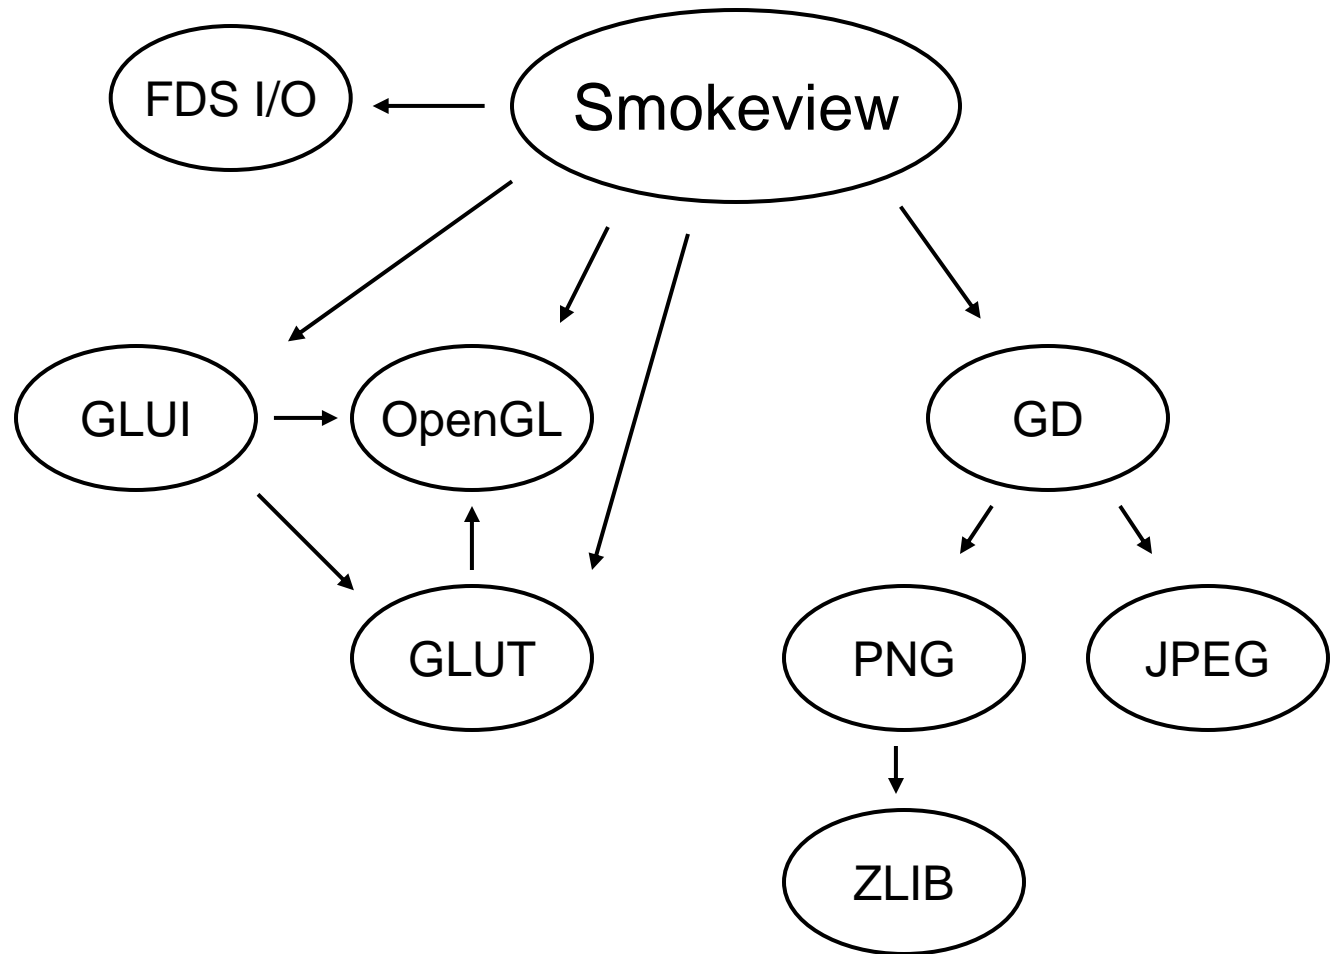 FDS I/O
Smokeview
GLUI
OpenGL
GD
GLUT
PNG
JPEG
ZLIB